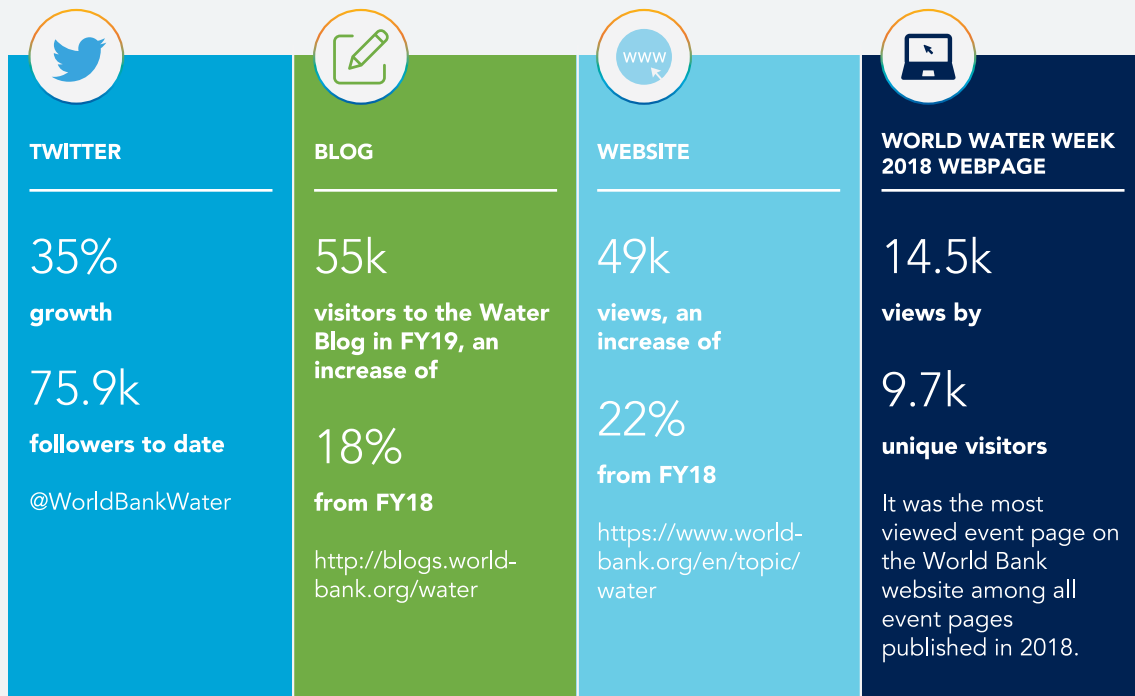 TWITTER
35%
growth
75.9k
followers to date
@WorldBankWater
BLOG
55k
visitors to the Water
Blog in FY19, an
increase of
18%
from FY18
http://blogs.world-
bank.org/water
www
WEBSITE
49k
views, an
increase of
22%
from FY18
https://www.world-
bank.org/en/topic/
water
WORLD WATER WEEK
2018 WEBPAGE
14.5k
views by
9.7k
unique visitors
It was the most
viewed event page on
the World Bank
website among all
event pages
published in 2018.